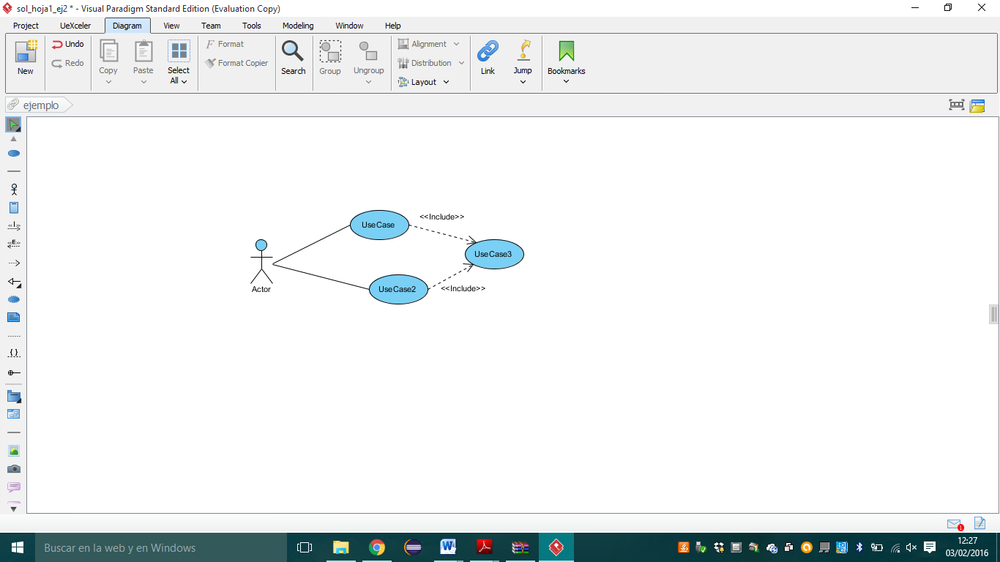 sol_hoja1_ej2 * - Visual Paradigm Standard Edition (Evaluation Copy)
Project UeXceler Diagram View Team Tools Modeling Window Help
New
Undo
Redo
Copy
Paste
Select
All
Format
Format Copier
Search
Group
Ungroup
Alignment
Distribution
Layout
Link
Jump
Bookmarks
ejemplo
UseCase
<<Include>>
UseCase3
Actor
UseCase2
<<Include>>
1
Buscar en la web y en Windows
12:27
03/02/2016